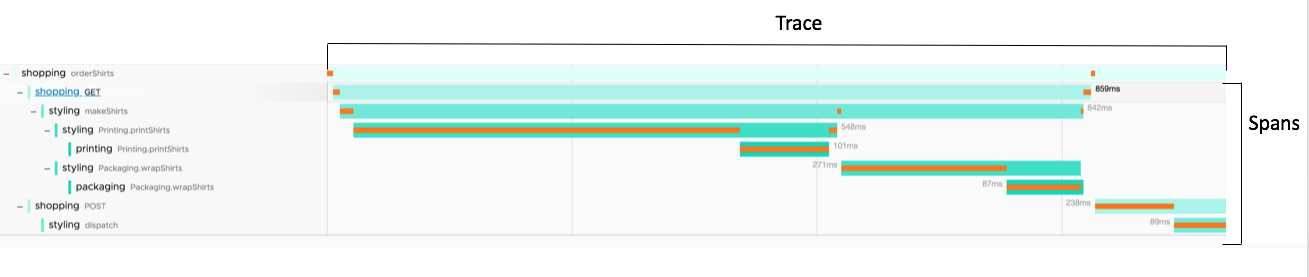 Trace
shopping orderShirts
shopping GET 859ms
styling makeShirts 842ms
styling Printing.printShirts 548ms
printing Printing.printShirts 101ms
styling Packaging.wrapShirts 271ms
packaging Packaging.wrapShirts 87ms
shopping POST 238ms
styling dispatch 89ms
Spans